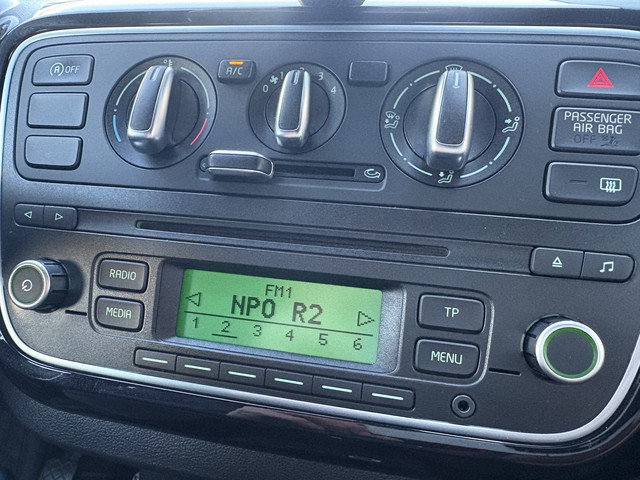 A OFF
A/C
0 1 2 3 4
PASSENGER
AIR BAG
OFF
RADIO
MEDIA
FM1
NPO R2
1 2 3 4 5 6
TP
MENU